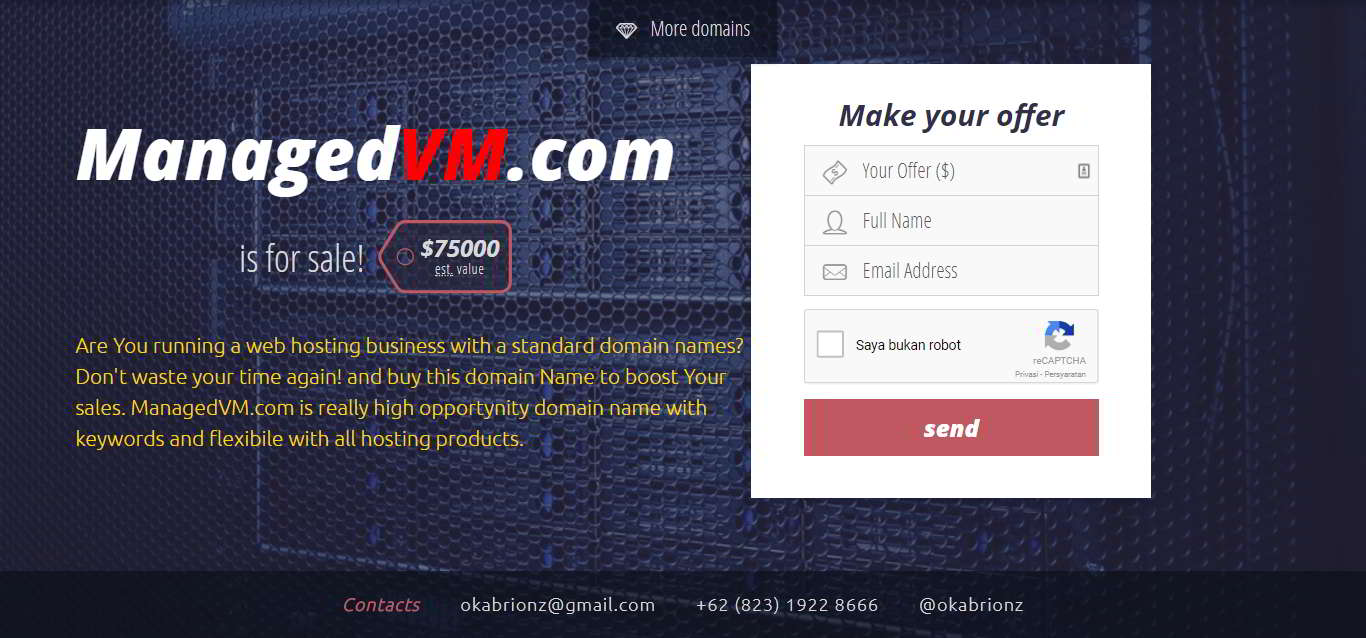 More domains
ManagedVM.com
is for sale!
$75000
est. value
Are You running a web hosting business with a standard domain names?
Don't waste your time again! and buy this domain Name to boost Your
sales. ManagedVM.com is really high opportynity domain name with
keywords and flexibile with all hosting products.
Make your offer
Your Offer ($)
Full Name
Email Address
Saya bukan robot
reCAPTCHA
Privasi - Persyaratan
send
Contacts okabrionz@gmail.com +62 (823) 1922 8666 @okabrionz